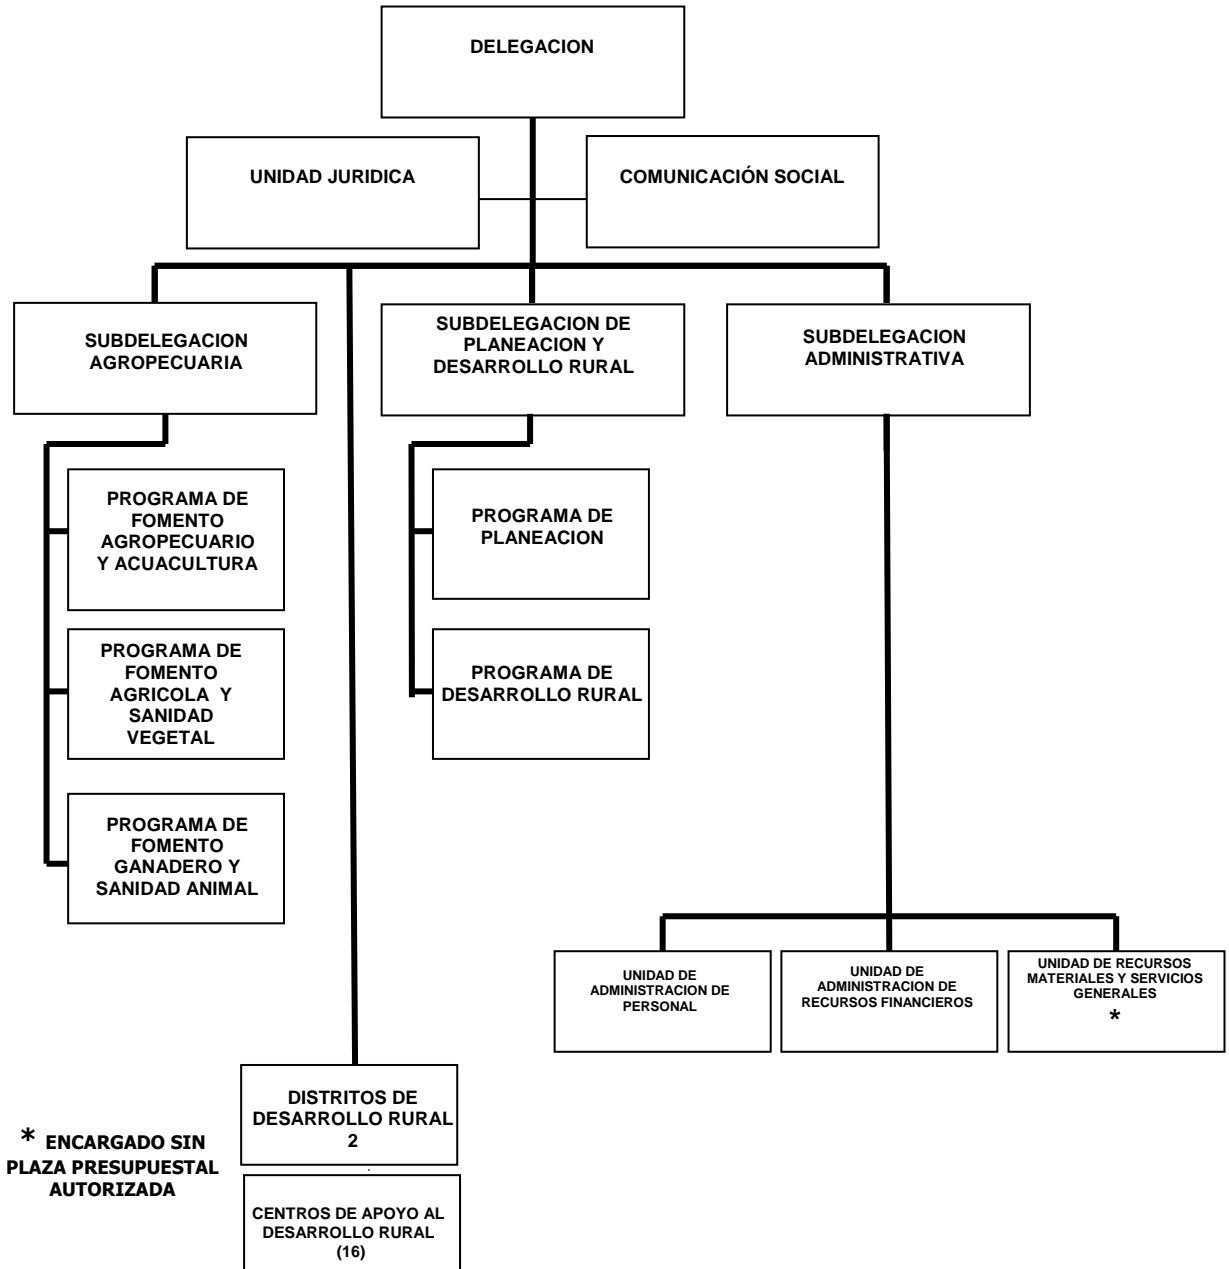 DELEGACION
UNIDAD JURIDICA
COMUNICACIÓN SOCIAL
SUBDELEGACION
AGROPECUARIA
SUBDELEGACION DE
PLANEACION Y
DESARROLLO RURAL
SUBDELEGACION
ADMINISTRATIVA
PROGRAMA DE
FOMENTO
AGROPECUARIO
Y ACUACULTURA
PROGRAMA DE
FOMENTO
AGRICOLA Y
SANIDAD
VEGETAL
PROGRAMA DE
FOMENTO
GANADERO Y
SANIDAD ANIMAL
PROGRAMA DE
PLANEACION
PROGRAMA DE
DESARROLLO RURAL
UNIDAD DE
ADMINISTRACION DE
PERSONAL
UNIDAD DE
ADMINISTRACION DE
RECURSOS FINANCIEROS
UNIDAD DE RECURSOS
MATERIALES Y SERVICIOS
GENERALES
*
DISTRITOS DE
DESARROLLO RURAL
2
CENTROS DE APOYO AL
DESARROLLO RURAL
(16)
* ENCARGADO SIN
PLAZA PRESUPUESTAL
AUTORIZADA